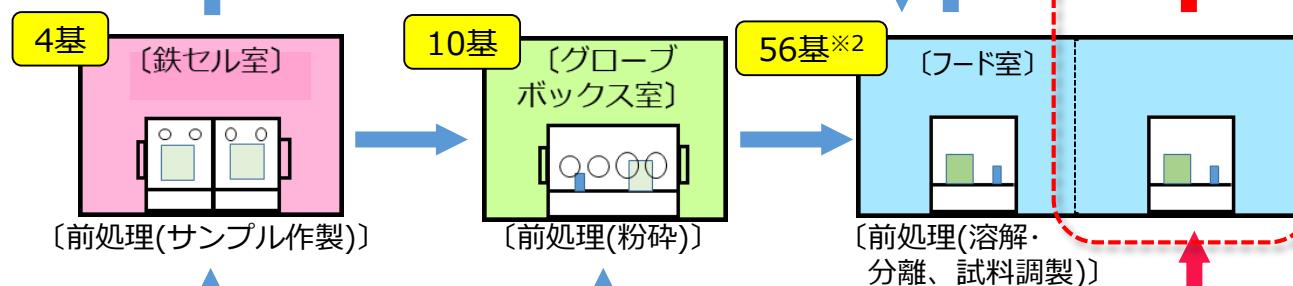 4基
〔鉄セル室〕
10基
〔グローブ
ボックス室〕
56基※2
〔フード室〕
〔前処理(サンプル作製)〕
〔前処理(粉砕)〕
〔前処理(溶解・
分離、試料調製)〕